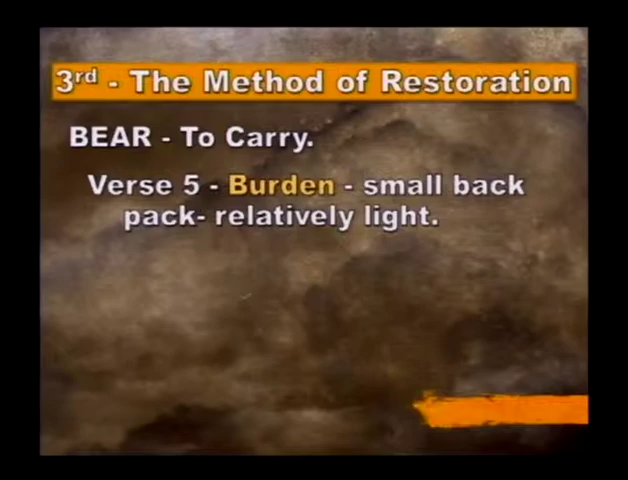 3rd - The Method of Restoration
BEAR - To Carry.
Verse 5 - Burden - small back
pack- relatively light.